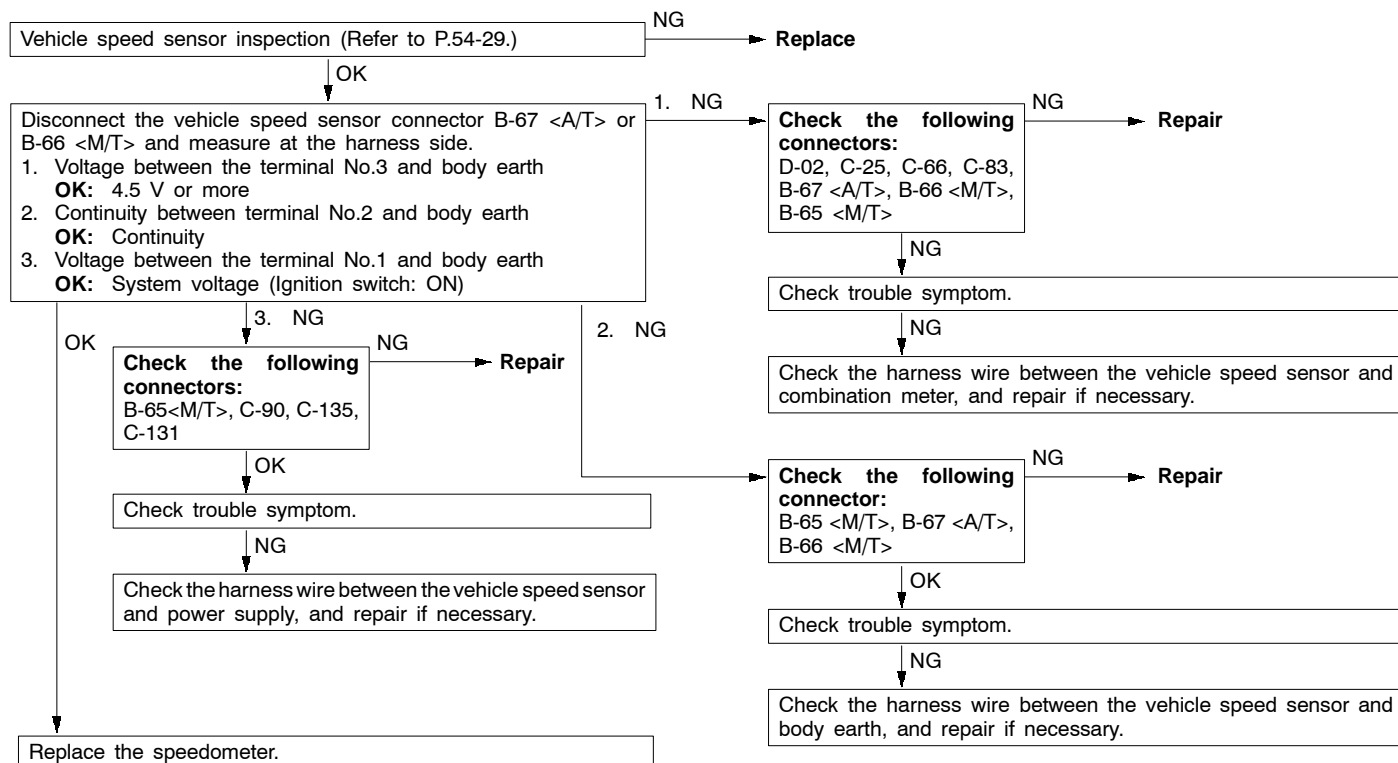 Vehicle speed sensor inspection (Refer to P.54-29.)
NG
Replace
OK
Disconnect the vehicle speed sensor connector B-67 <A/T> or
B-66 <M/T> and measure at the harness side.
1. Voltage between the terminal No.3 and body earth
OK: 4.5 V or more
2. Continuity between terminal No.2 and body earth
OK: Continuity
3. Voltage between the terminal No.1 and body earth
OK: System voltage (Ignition switch: ON)
1. NG
Check the following
connectors:
D-02, C-25, C-66, C-83,
B-67 <A/T>, B-66 <M/T>,
B-65 <M/T>
NG
Repair
NG
Check trouble symptom.
NG
Check the harness wire between the vehicle speed sensor and
combination meter, and repair if necessary.
2. NG
Check the following
connector:
B-65 <M/T>, B-67 <A/T>,
B-66 <M/T>
NG
Repair
OK
Check trouble symptom.
NG
Check the harness wire between the vehicle speed sensor and
body earth, and repair if necessary.
3. NG
Check the following
connectors:
B-65<M/T>, C-90, C-135,
C-131
NG
Repair
OK
Check trouble symptom.
NG
Check the harness wire between the vehicle speed sensor
and power supply, and repair if necessary.
OK
Replace the speedometer.